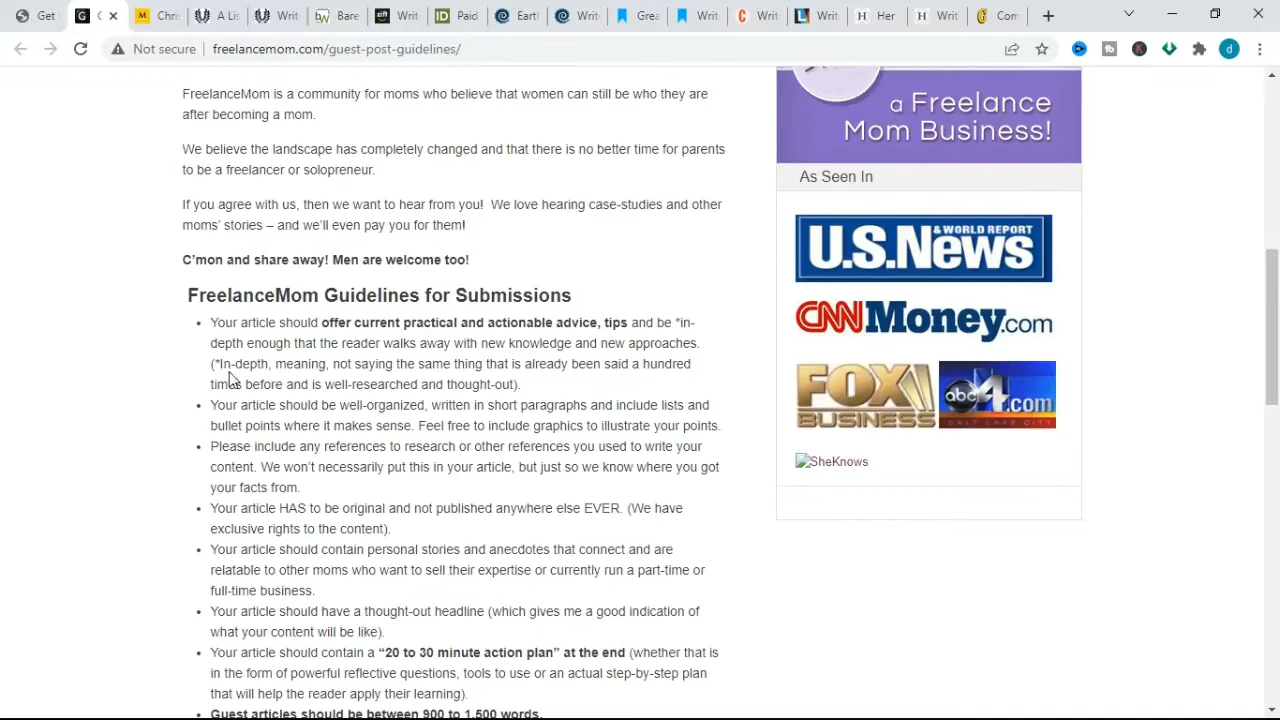 Get
G
Chris
A Lis
Writ
Bare
zift
Writ
ID
Paid
Eart
Writ
Grea
Writ
Writ
Writ
H
Her
H
Writ
Com
Not secure
freelancemom.com/guest-post-guidelines/
K
d
FreelanceMom is a community for moms who believe that women can still be who they are
after becoming a mom.
We believe the landscape has completely changed and that there is no better time for parents
to be a freelancer or solopreneur.
If you agree with us, then we want to hear from you! We love hearing case-studies and other
moms' stories – and we'll even pay you for them!
C'mon and share away! Men are welcome too!
FreelanceMom Guidelines for Submissions
• Your article should offer current practical and actionable advice, tips and be *in-
depth enough that the reader walks away with new knowledge and new approaches.
(*In-depth, meaning, not saying the same thing that is already been said a hundred
times before and is well-researched and thought-out).
• Your article should be well-organized, written in short paragraphs and include lists and
bullet points where it makes sense. Feel free to include graphics to illustrate your points.
• Please include any references to research or other references you used to write your
content. We won't necessarily put this in your article, but just so we know where you got
your facts from.
• Your article HAS to be original and not published anywhere else EVER. (We have
exclusive rights to the content).
• Your article should contain personal stories and anecdotes that connect and are
relatable to other moms who want to sell their expertise or currently run a part-time or
full-time business.
• Your article should have a thought-out headline (which gives me a good indication of
what your content will be like).
• Your article should contain a “20 to 30 minute action plan” at the end (whether that is
in the form of powerful reflective questions, tools to use or an actual step-by-step plan
that will help the reader apply their learning).
• Guest articles should be between 900 to 1,500 words.
a Freelance
Mom Business!
As Seen In
U.S.News
& WORLD REPORT
CNNMoney.com
FOX
BUSINESS
abc 4.com
SALT LAKE CITY
SheKnows